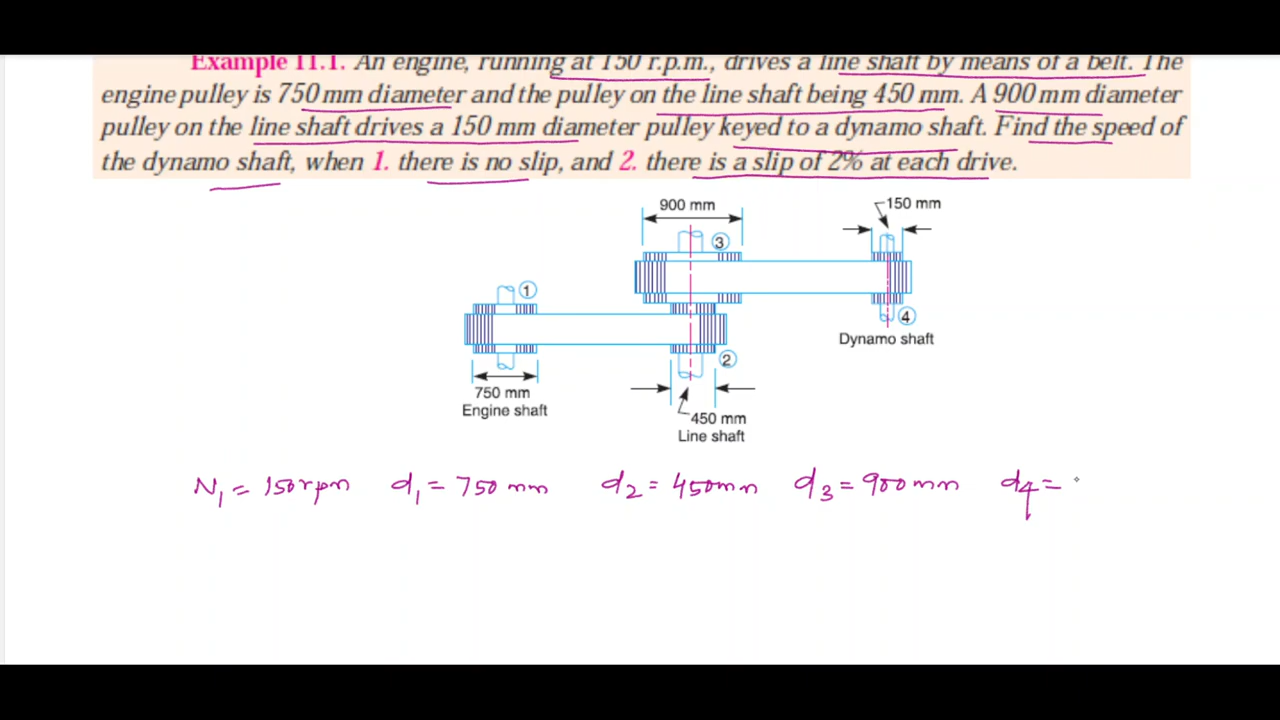 Example 11.1. An engine, running at 150 r.p.m., drives a line shaft by means of a belt. The
engine pulley is 750 mm diameter and the pulley on the line shaft being 450 mm. A 900 mm diameter
pulley on the line shaft drives a 150 mm diameter pulley keyed to a dynamo shaft. Find the speed of
the dynamo shaft, when 1. there is no slip, and 2. there is a slip of 2% at each drive.
900 mm
150 mm
3
1
4
Dynamo shaft
2
750 mm
Engine shaft
450 mm
Line shaft
N1 = 150 rpm d1 = 750 mm d2 = 450mm d3 = 900 mm d4 =